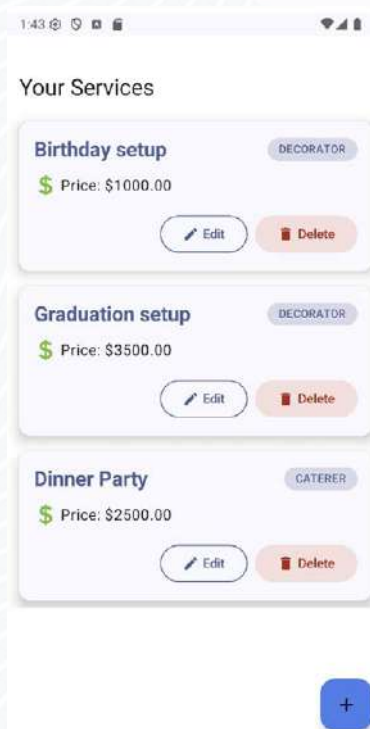 1:43
Your Services
Birthday setup
DECORATOR
$ Price: $1000.00
Edit
Delete
Graduation setup
DECORATOR
$ Price: $3500.00
Edit
Delete
Dinner Party
CATERER
$ Price: $2500.00
Edit
Delete
+